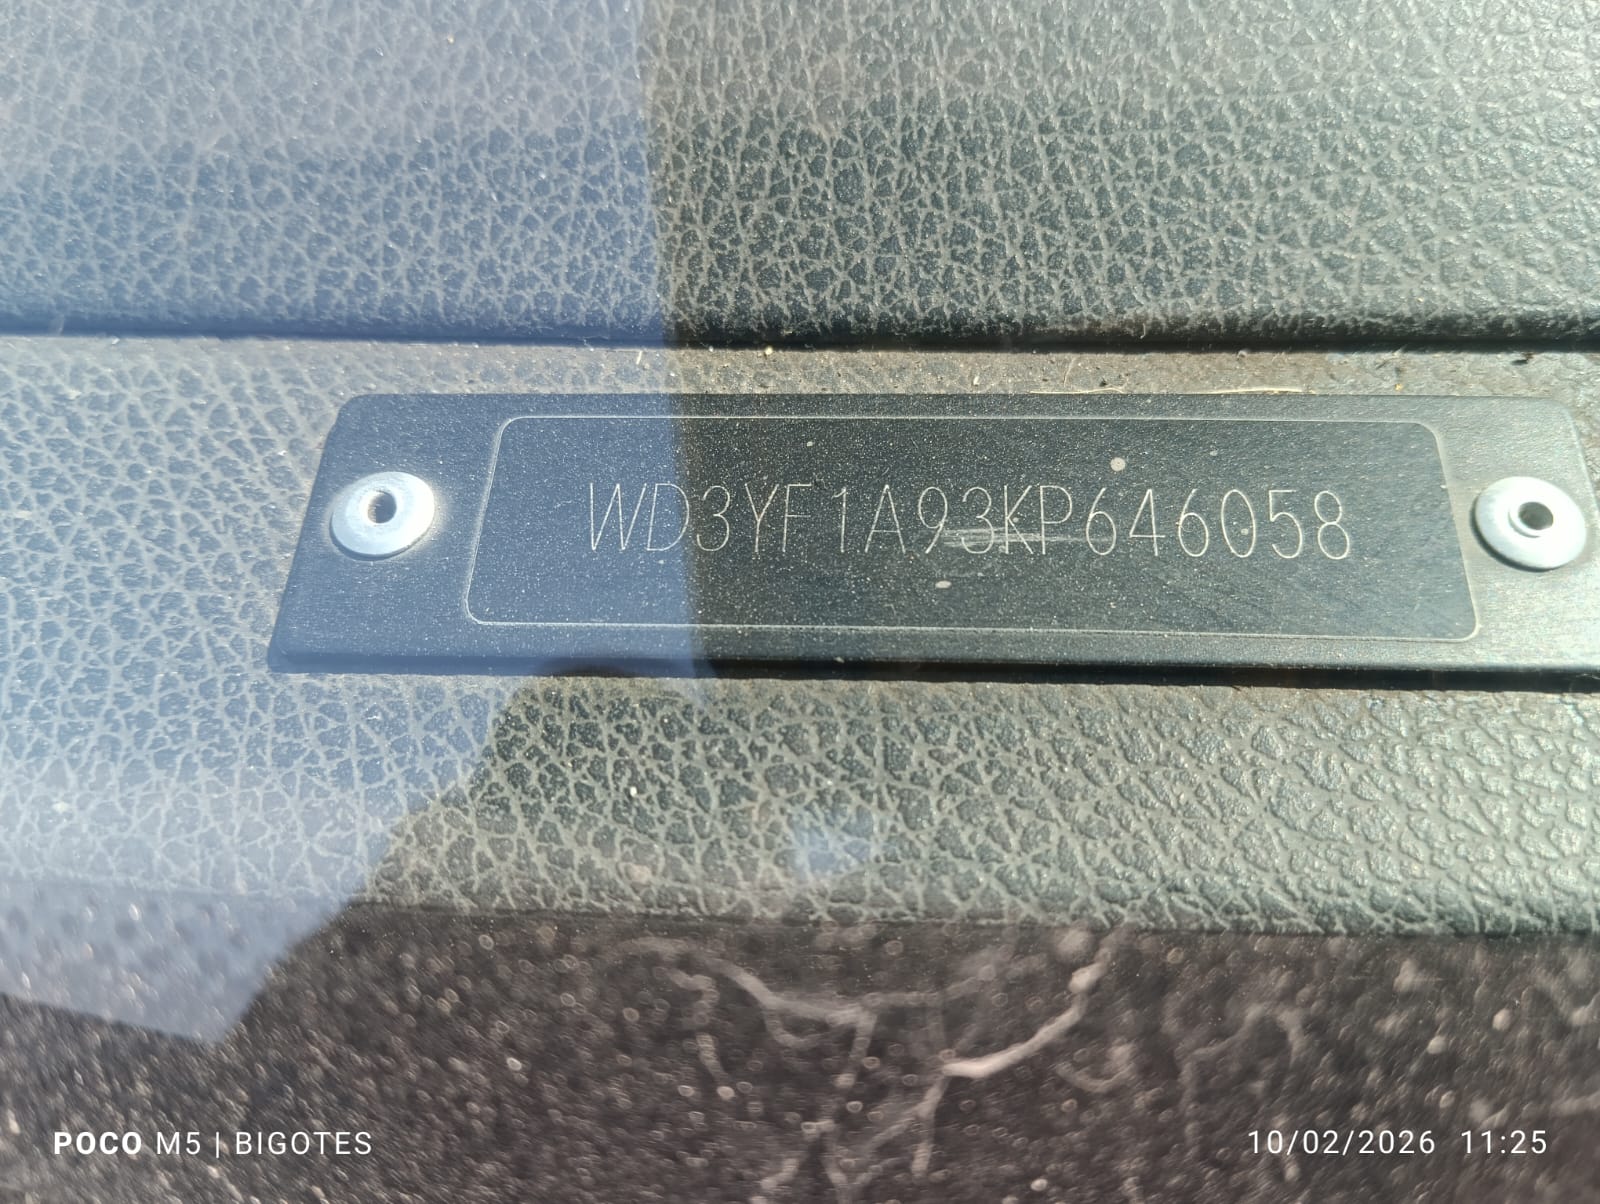 WD3YF1A93KP646058
POCO M5 | BIGOTES
10/02/2026 11:25